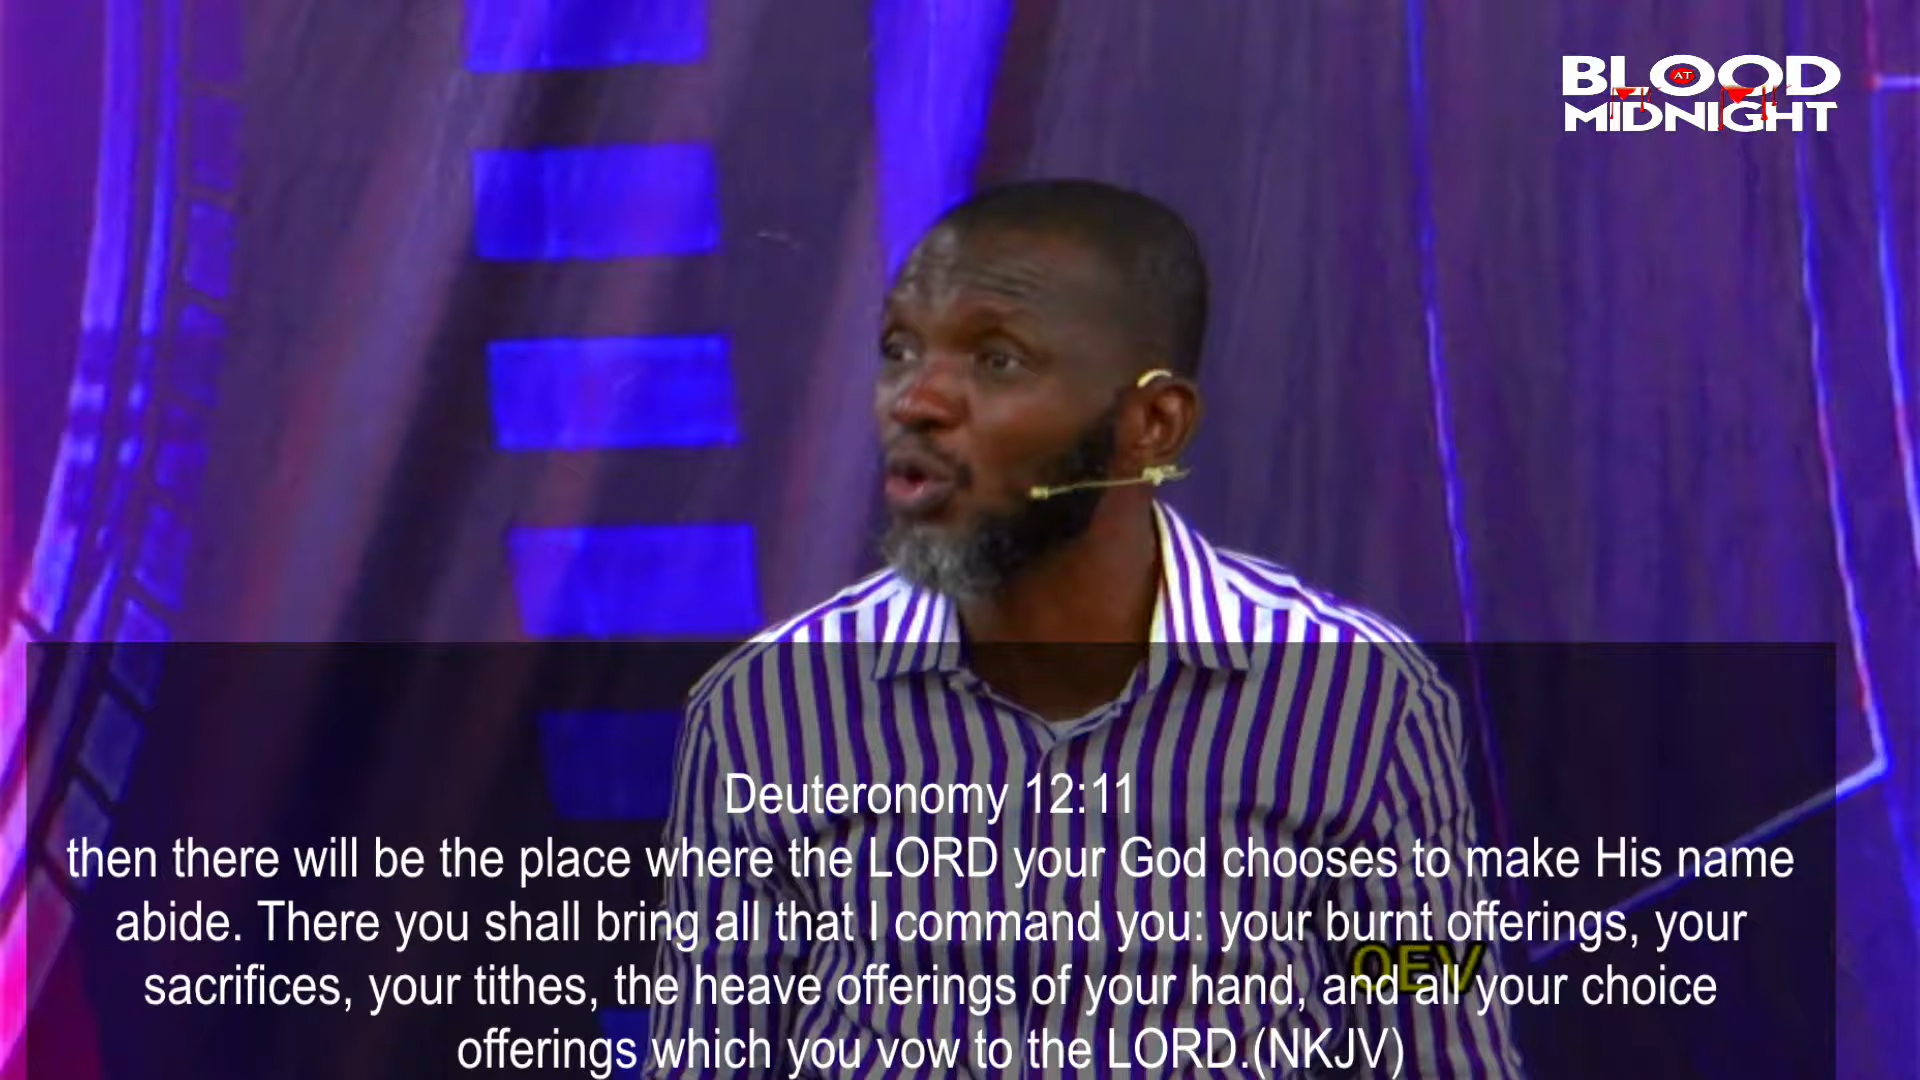 BLOOD
AT
MIDNIGHT
Deuteronomy 12:11
then there will be the place where the LORD your God chooses to make His name
abide. There you shall bring all that I command you: your burnt offerings, your
sacrifices, your tithes, the heave offerings of your hand, and all your choice
offerings which you vow to the LORD.(NKJV)
OEV